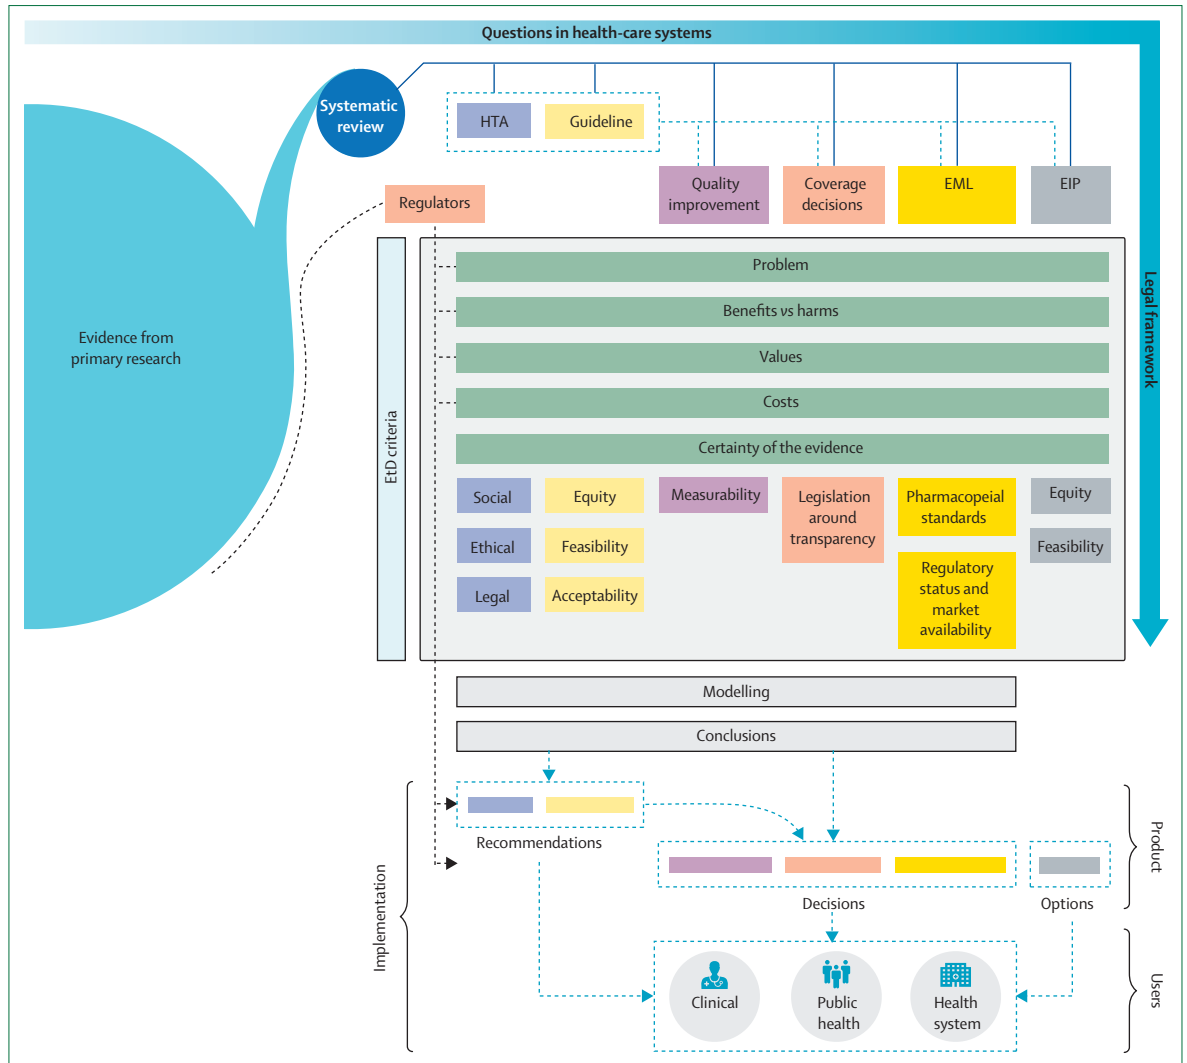 Questions in health-care systems
Systematic
review
HTA
Guideline
Quality
improvement
Coverage
decisions
EML
EIP
Regulators
Legal framework
Evidence from
primary research
EtD criteria
Problem
Benefits vs harms
Values
Costs
Certainty of the evidence
Social
Equity
Measurability
Legislation
around
transparency
Pharmacopeial
standards
Equity
Ethical
Feasibility
Feasibility
Legal
Acceptability
Regulatory
status and
market
availability
Modelling
Conclusions
Implementation
Recommendations
Product
Decisions
Options
Clinical
Public
health
Health
system
Users